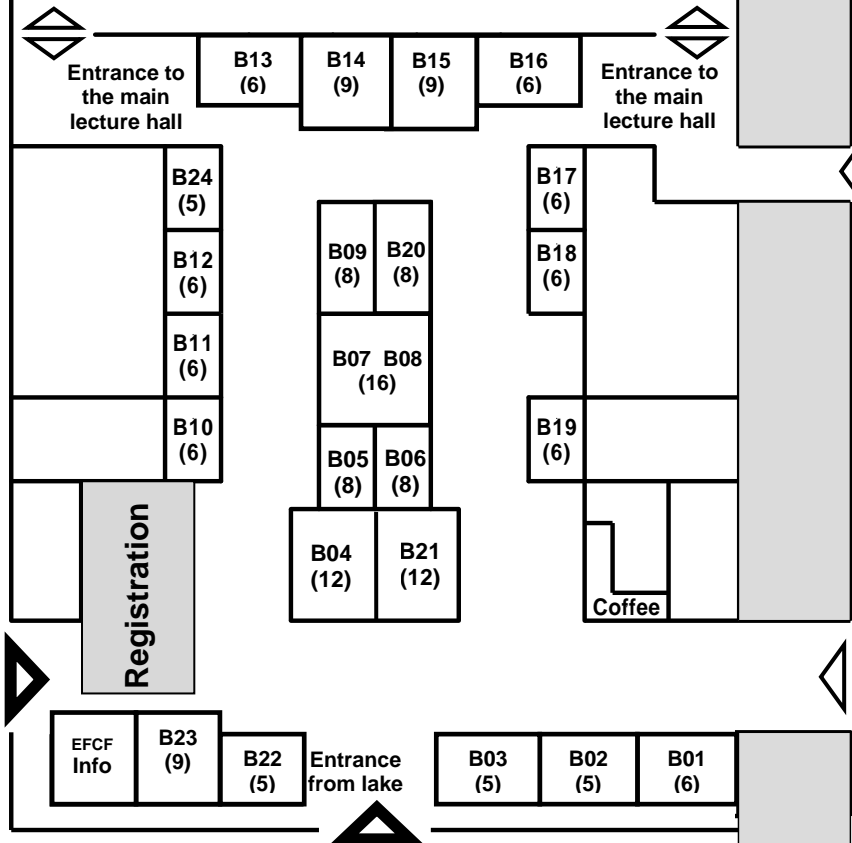 B13
(6)
B14
(9)
B15
(9)
B16
(6)
Entrance to
the main
lecture hall
Entrance to
the main
lecture hall
B24
(5)
B17
(6)
B12
(6)
B09
(8)
B20
(8)
B18
(6)
B11
(6)
B07 B08
(16)
B10
(6)
B05
(8)
B06
(8)
B19
(6)
Registration
B04
(12)
B21
(12)
Coffee
EFCF
Info
B23
(9)
B22
(5)
Entrance
from lake
B03
(5)
B02
(5)
B01
(6)